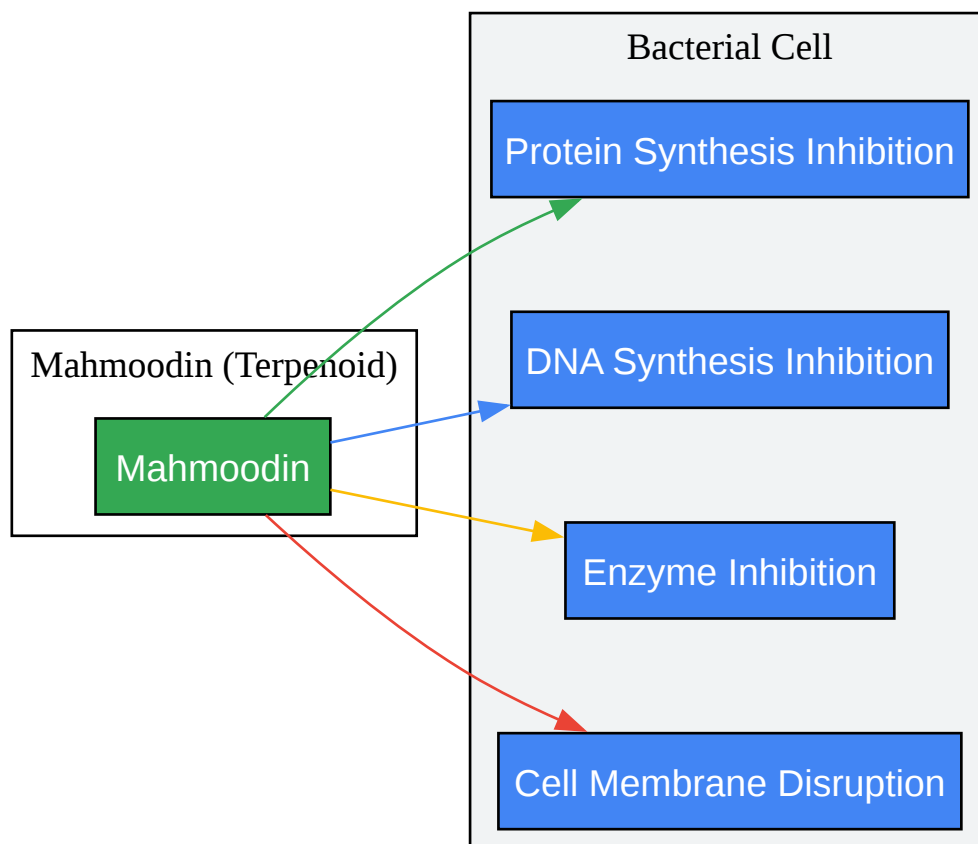 Bacterial Cell
Protein Synthesis Inhibition
DNA Synthesis Inhibition
Mahmoodin (Terpenoid)
Mahmoodin
Enzyme Inhibition
Cell Membrane Disruption